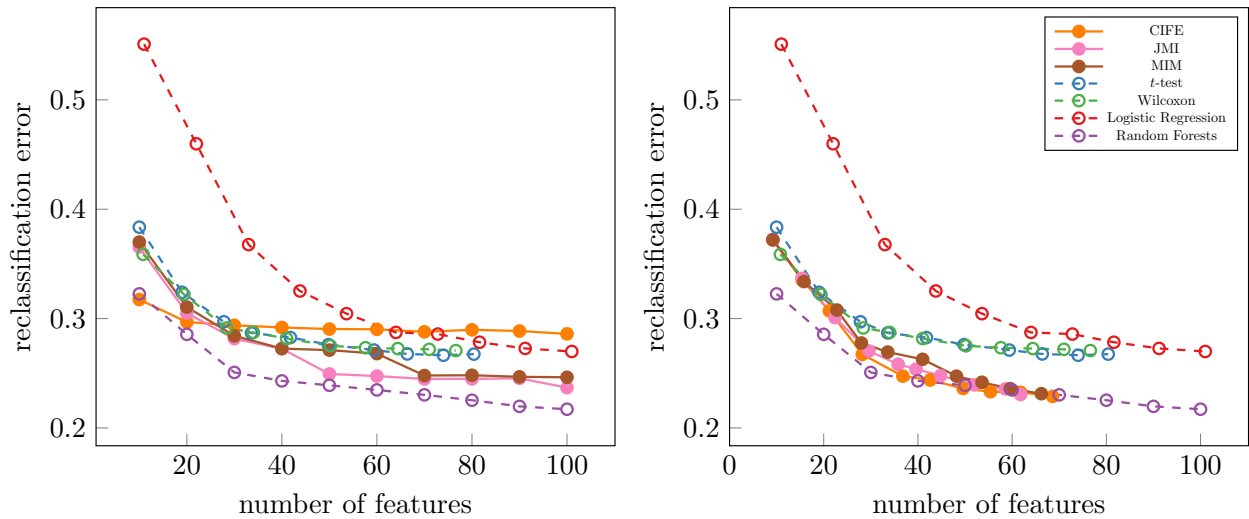 reclassification error
0.5
0.4
0.3
0.2
20 40 60 80 100
number of features
reclassification error
0.5
0.4
0.3
0.2
0 20 40 60 80 100
number of features
CIFE
JMI
MIM
t-test
Wilcoxon
Logistic Regression
Random Forests